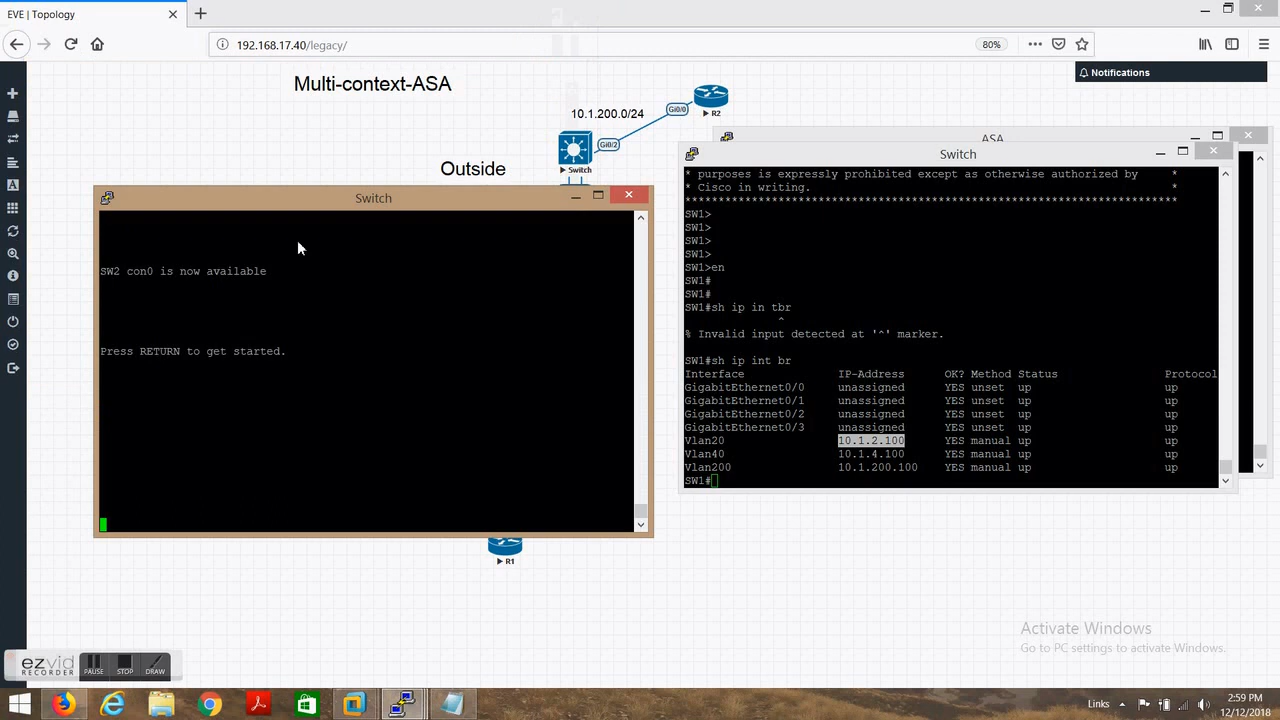 EVE | Topology
192.168.17.40/legacy/
80%
Notifications
Multi-context-ASA
10.1.200.0/24
Gi0/0
R2
Gi0/2
Switch
Outside
ASA
Switch
* purposes is expressly prohibited except as otherwise authorized by *
* Cisco in writing. *
**************************************************************************
SW1>
SW1>
SW1>
SW1>
SW1>en
SW1#
SW1#
SW1#sh ip in tbr
^
% Invalid input detected at '^' marker.
SW1#sh ip int br
Interface IP-Address OK? Method Status Protocol
GigabitEthernet0/0 unassigned YES unset up up
GigabitEthernet0/1 unassigned YES unset up up
GigabitEthernet0/2 unassigned YES unset up up
GigabitEthernet0/3 unassigned YES unset up up
Vlan20 10.1.2.100 YES manual up up
Vlan40 10.1.4.100 YES manual up up
Vlan200 10.1.200.100 YES manual up up
SW1#
Switch
SW2 con0 is now available
Press RETURN to get started.
R1
Activate Windows
Go to PC settings to activate Windows.
ezvid
RECORDER
PAUSE
STOP
DRAW
Links
2:59 PM
12/12/2018